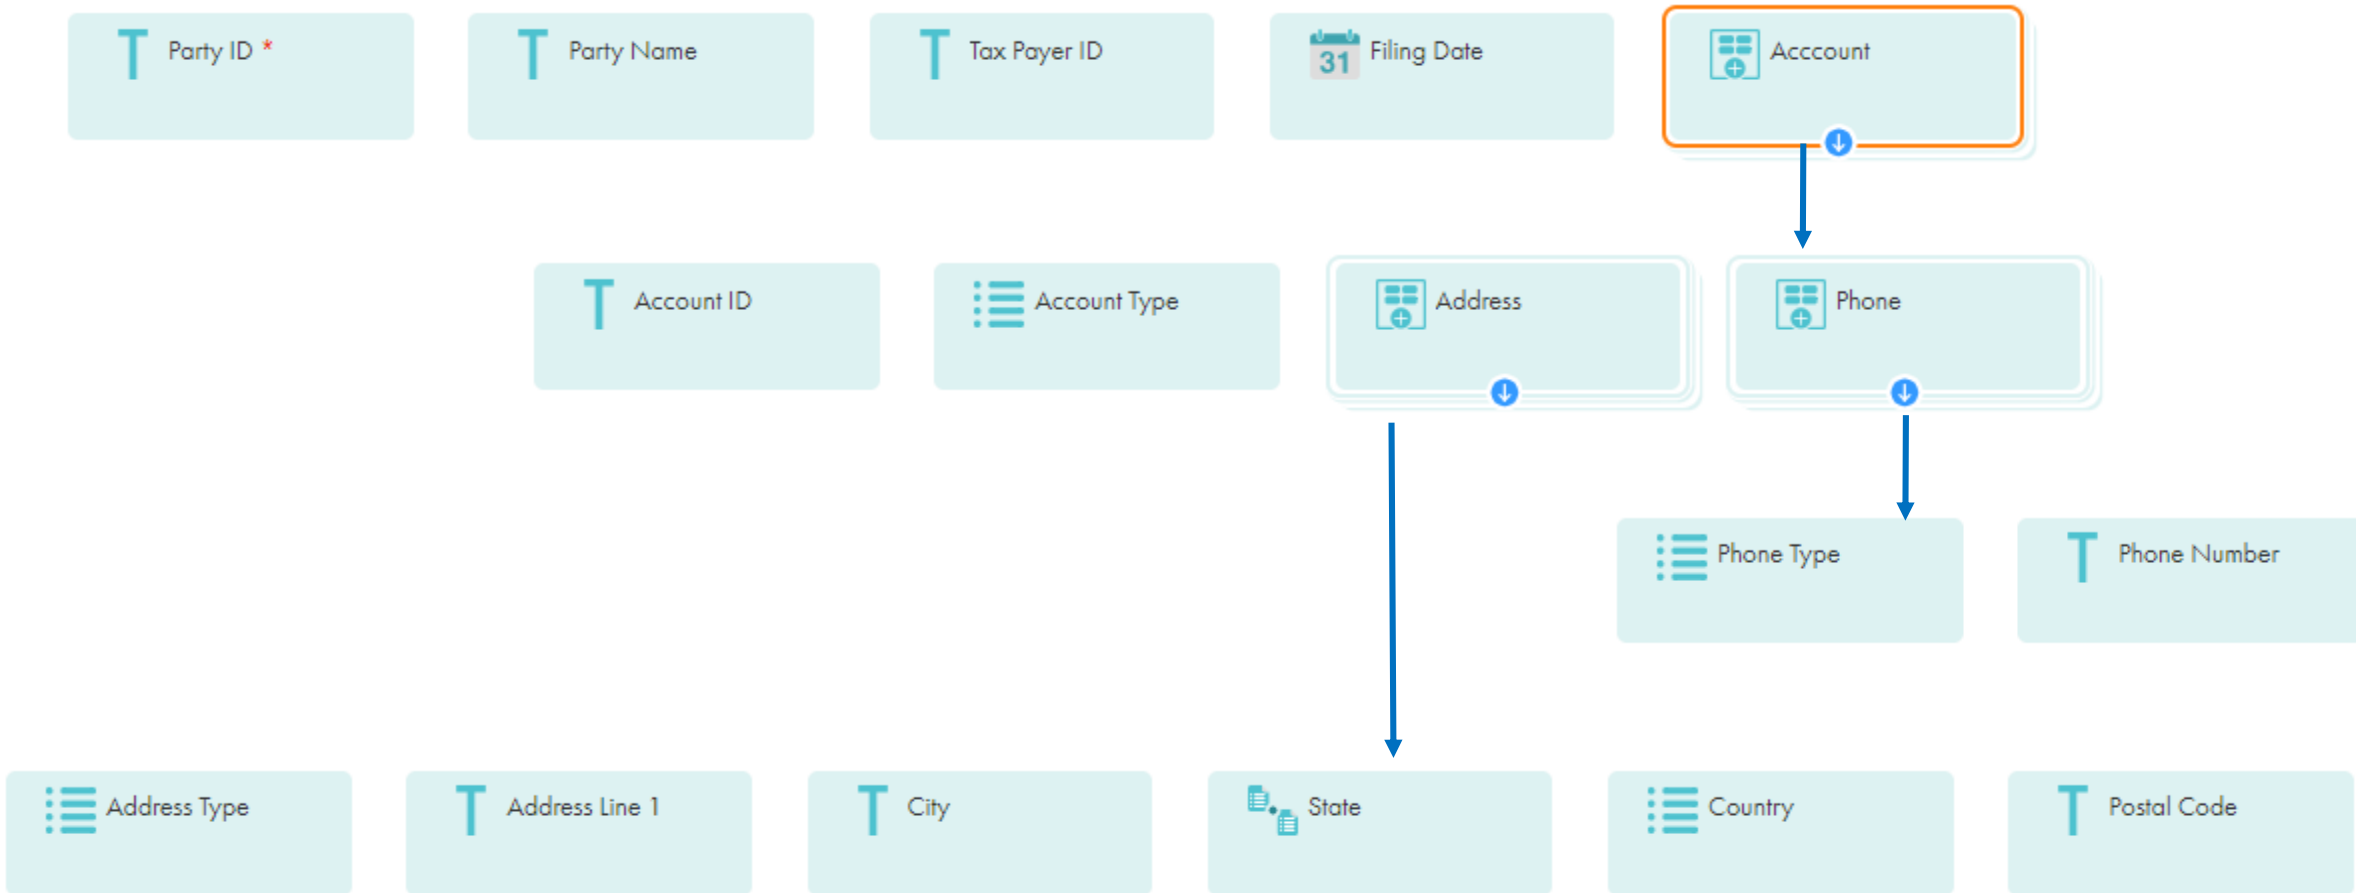 Party ID *
Party Name
Tax Payer ID
31
Filing Date
Acccount
Account ID
Account Type
Address
Phone
Phone Type
Phone Number
Address Type
Address Line 1
City
State
Country
Postal Code